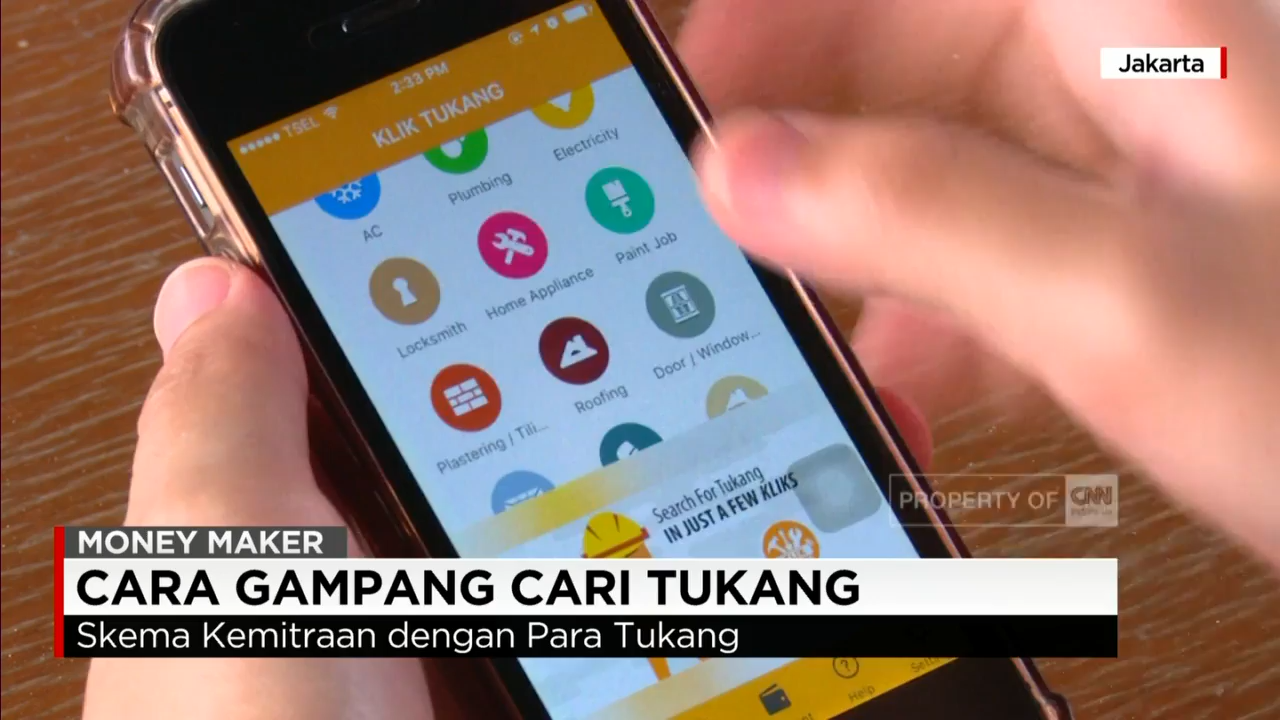 Jakarta
TSEL
2:33 PM
KLIK TUKANG
AC
Plumbing
Electricity
Locksmith
Home Appliance
Paint Job
Plastering / Tili...
Roofing
Door / Window...
Search For Tukang
IN JUST A FEW KLIKS
PROPERTY OF CNN
MONEY MAKER
CARA GAMPANG CARI TUKANG
Skema Kemitraan dengan Para Tukang
Help